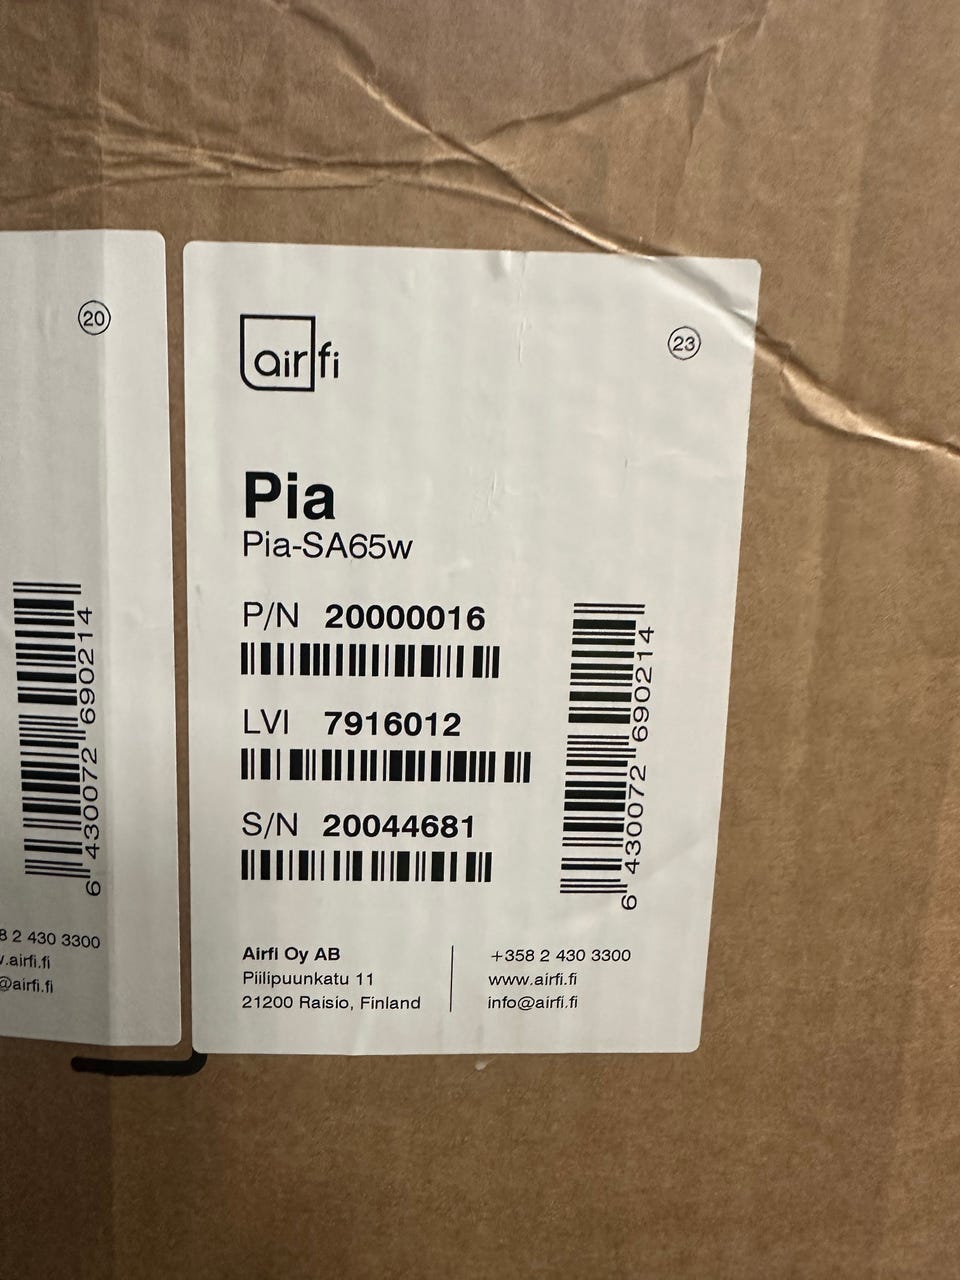 20
6 430072 690214
8 2 430 3300
.airfi.fi
@airfi.fi
airfi
23
Pia
Pia-SA65w
P/N 20000016
LVI 7916012
S/N 20044681
6 430072 690214
Airfi Oy AB
Piilipuunkatu 11
21200 Raisio, Finland
+358 2 430 3300
www.airfi.fi
info@airfi.fi